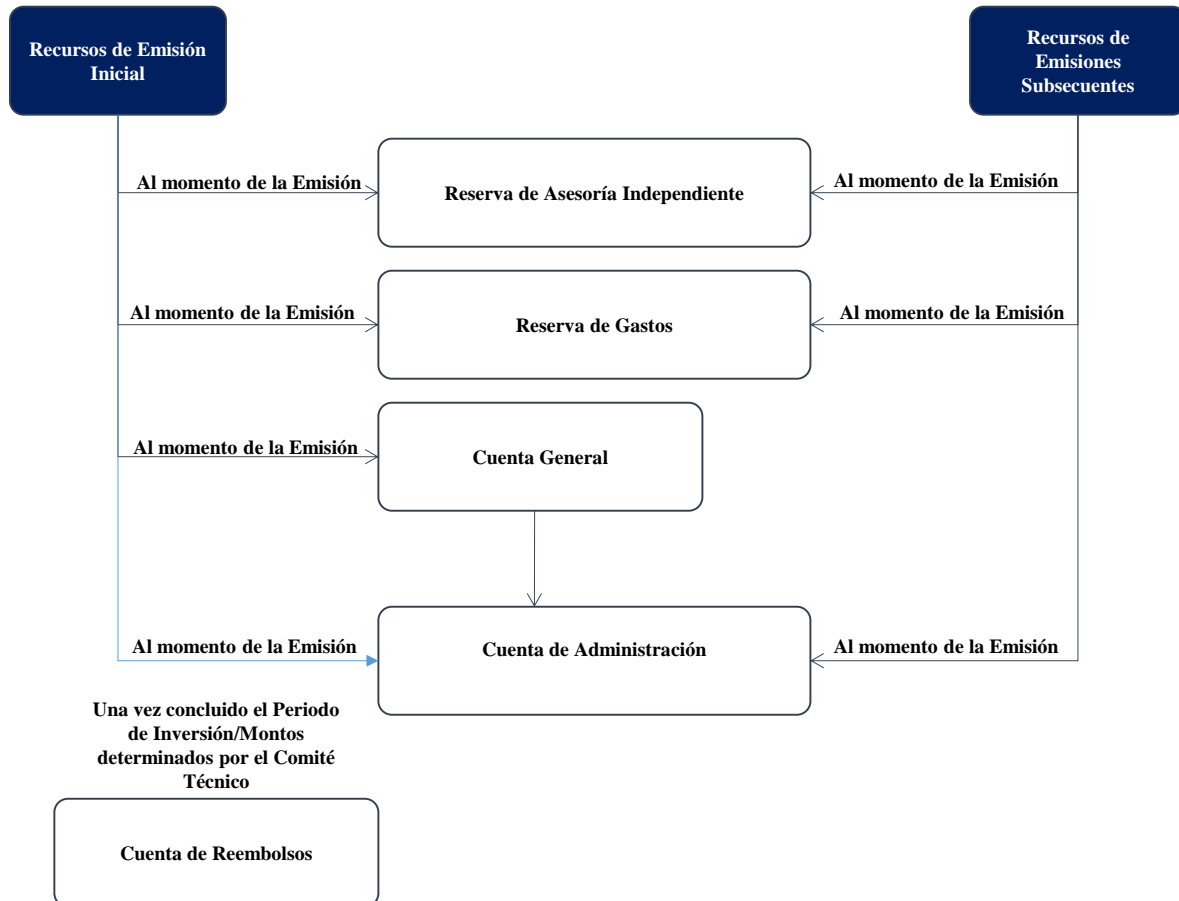 Recursos de Emisión
Inicial
Recursos de
Emisiones
Subsecuentes
Al momento de la Emisión
Reserva de Asesoría Independiente
Al momento de la Emisión
Al momento de la Emisión
Reserva de Gastos
Al momento de la Emisión
Al momento de la Emisión
Cuenta General
Al momento de la Emisión
Cuenta de Administración
Al momento de la Emisión
Una vez concluido el Periodo
de Inversión/Montos
determinados por el Comité
Técnico
Cuenta de Reembolsos